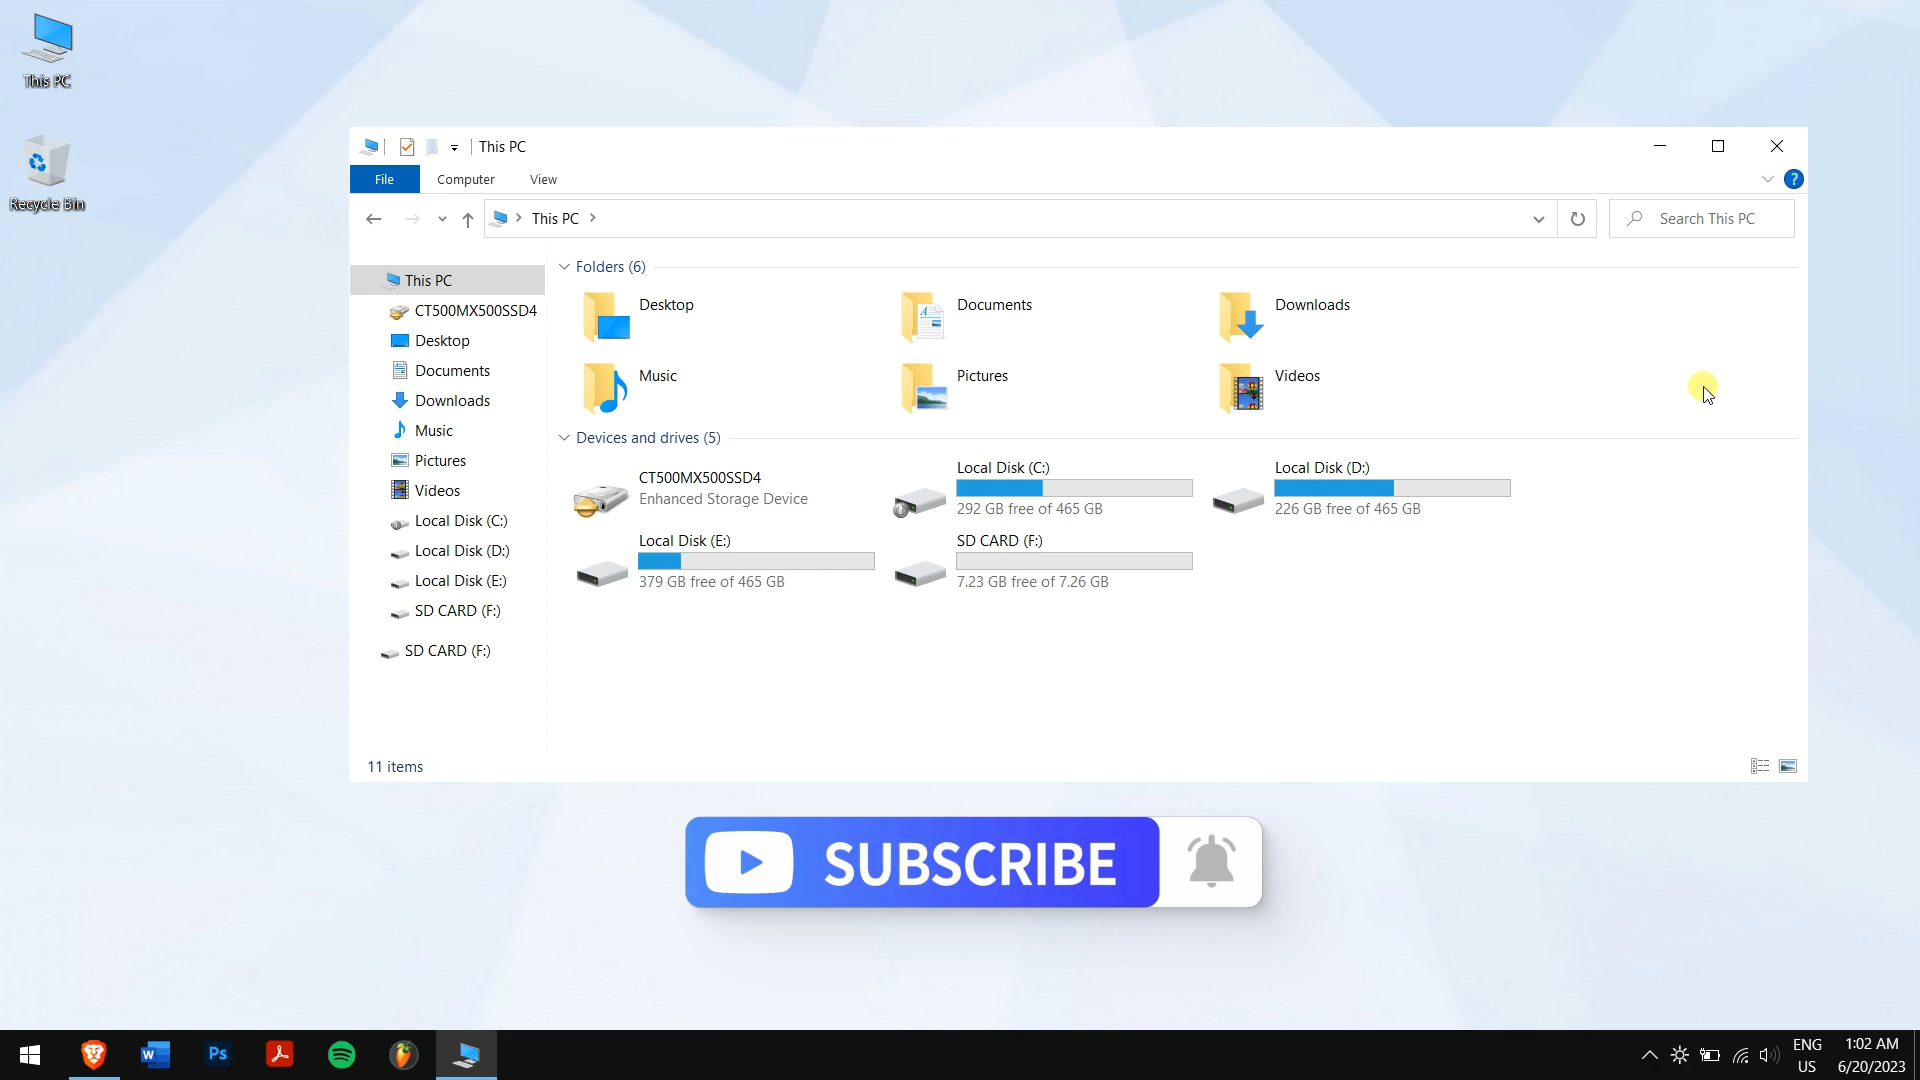 This PC
Recycle Bin
This PC
File Computer View
This PC
Search This PC
This PC
CT500MX500SSD4
Desktop
Documents
Downloads
Music
Pictures
Videos
Local Disk (C:)
Local Disk (D:)
Local Disk (E:)
SD CARD (F:)
SD CARD (F:)
Folders (6)
Desktop
Documents
Downloads
Music
Pictures
Videos
Devices and drives (5)
CT500MX500SSD4
Enhanced Storage Device
Local Disk (C:)
292 GB free of 465 GB
Local Disk (D:)
226 GB free of 465 GB
Local Disk (E:)
379 GB free of 465 GB
SD CARD (F:)
7.23 GB free of 7.26 GB
11 items
SUBSCRIBE
W
Ps
ENG
US
1:02 AM
6/20/2023